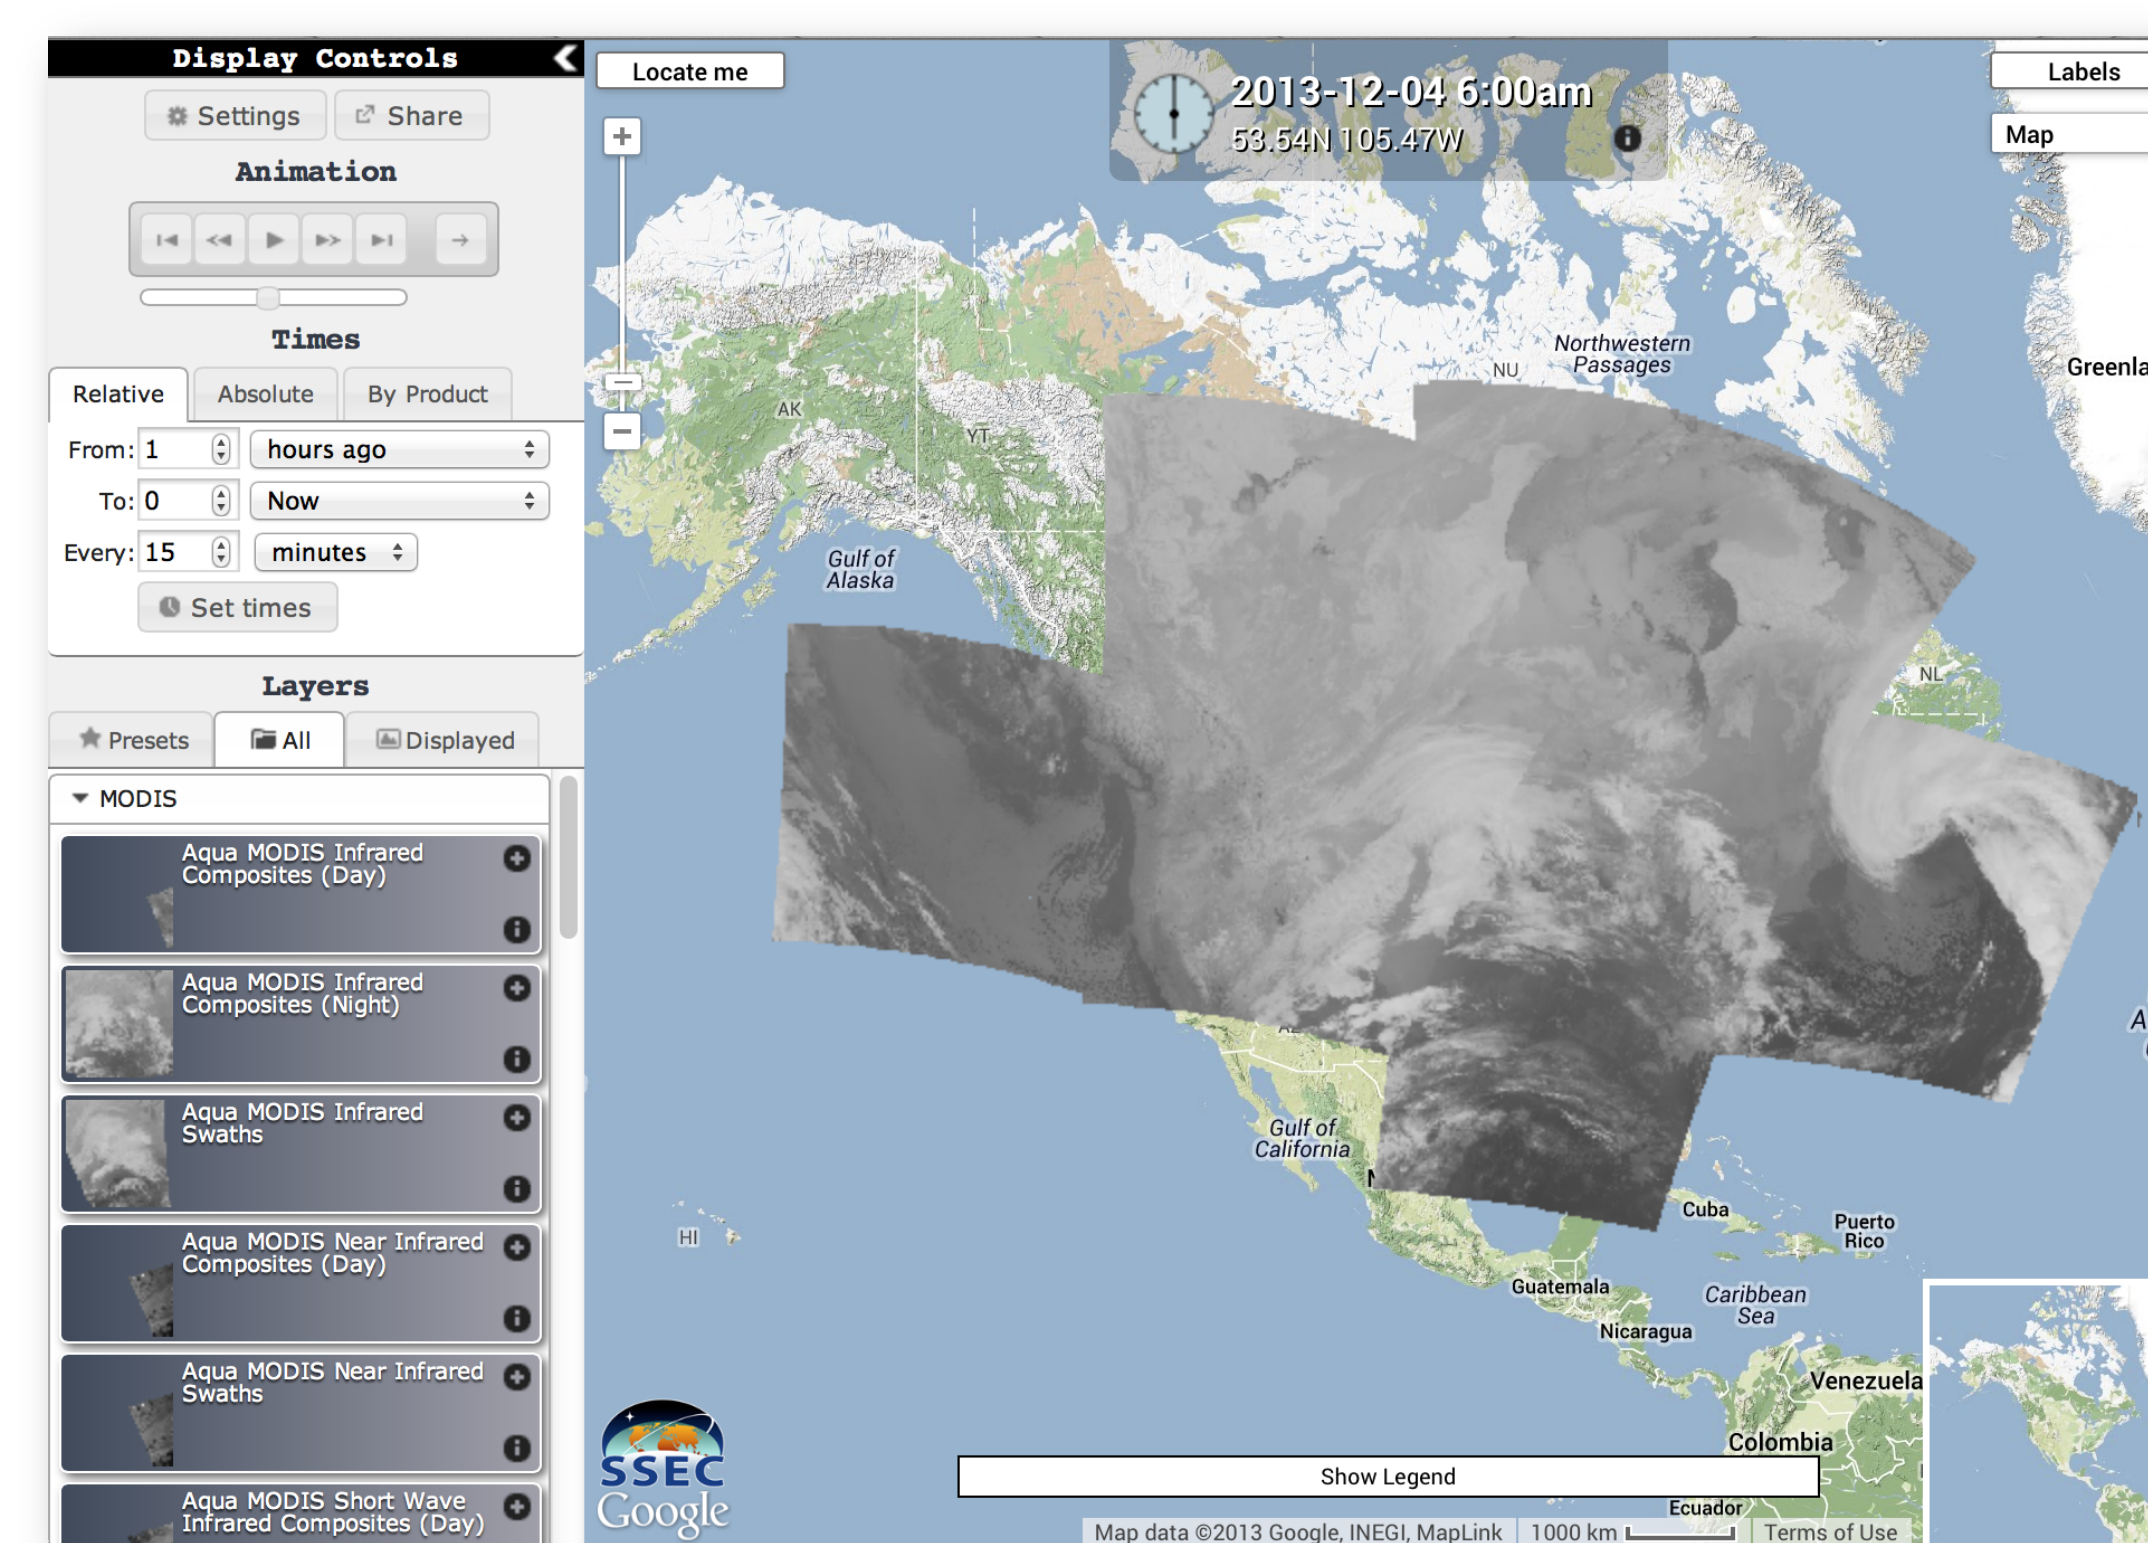 Display Controls
Settings
Share
Animation
Times
Relative
Absolute
By Product
From: 1 hours ago
To: 0 Now
Every: 15 minutes
Set times
Layers
Presets
All
Displayed
MODIS
Aqua MODIS Infrared
Composites (Day)
Aqua MODIS Infrared
Composites (Night)
Aqua MODIS Infrared
Swaths
Aqua MODIS Near Infrared
Composites (Day)
Aqua MODIS Near Infrared
Swaths
Aqua MODIS Short Wave
Infrared Composites (Day)
Locate me
2013-12-04 6:00am
53.54N 105.47W
Labels
Map
Northwestern
Passages
NU
Greenla
AK
YT
Gulf of
Alaska
NL
A
Gulf of
California
HI
Cuba
Puerto
Rico
Guatemala
Caribbean
Sea
Nicaragua
Venezuela
Colombia
SSEC
Google
Show Legend
Ecuador
Map data ©2013 Google, INEGI, MapLink
1000 km
Terms of Use